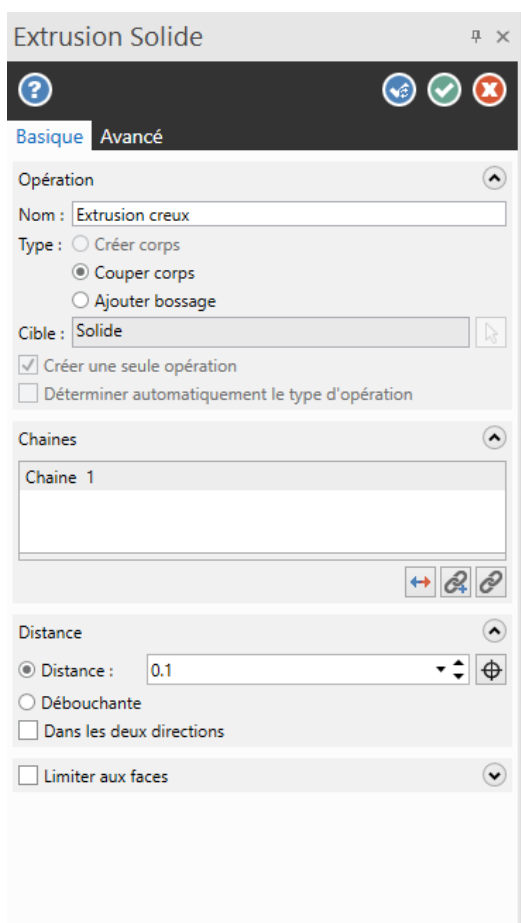 Extrusion Solide
Basique Avancé
Opération
Nom : Extrusion creux
Type : Créer corps
Couper corps
Ajouter bossage
Cible : Solide
Créer une seule opération
Déterminer automatiquement le type d'opération
Chaines
Chaine 1
Distance
Distance : 0.1
Débouchante
Dans les deux directions
Limiter aux faces